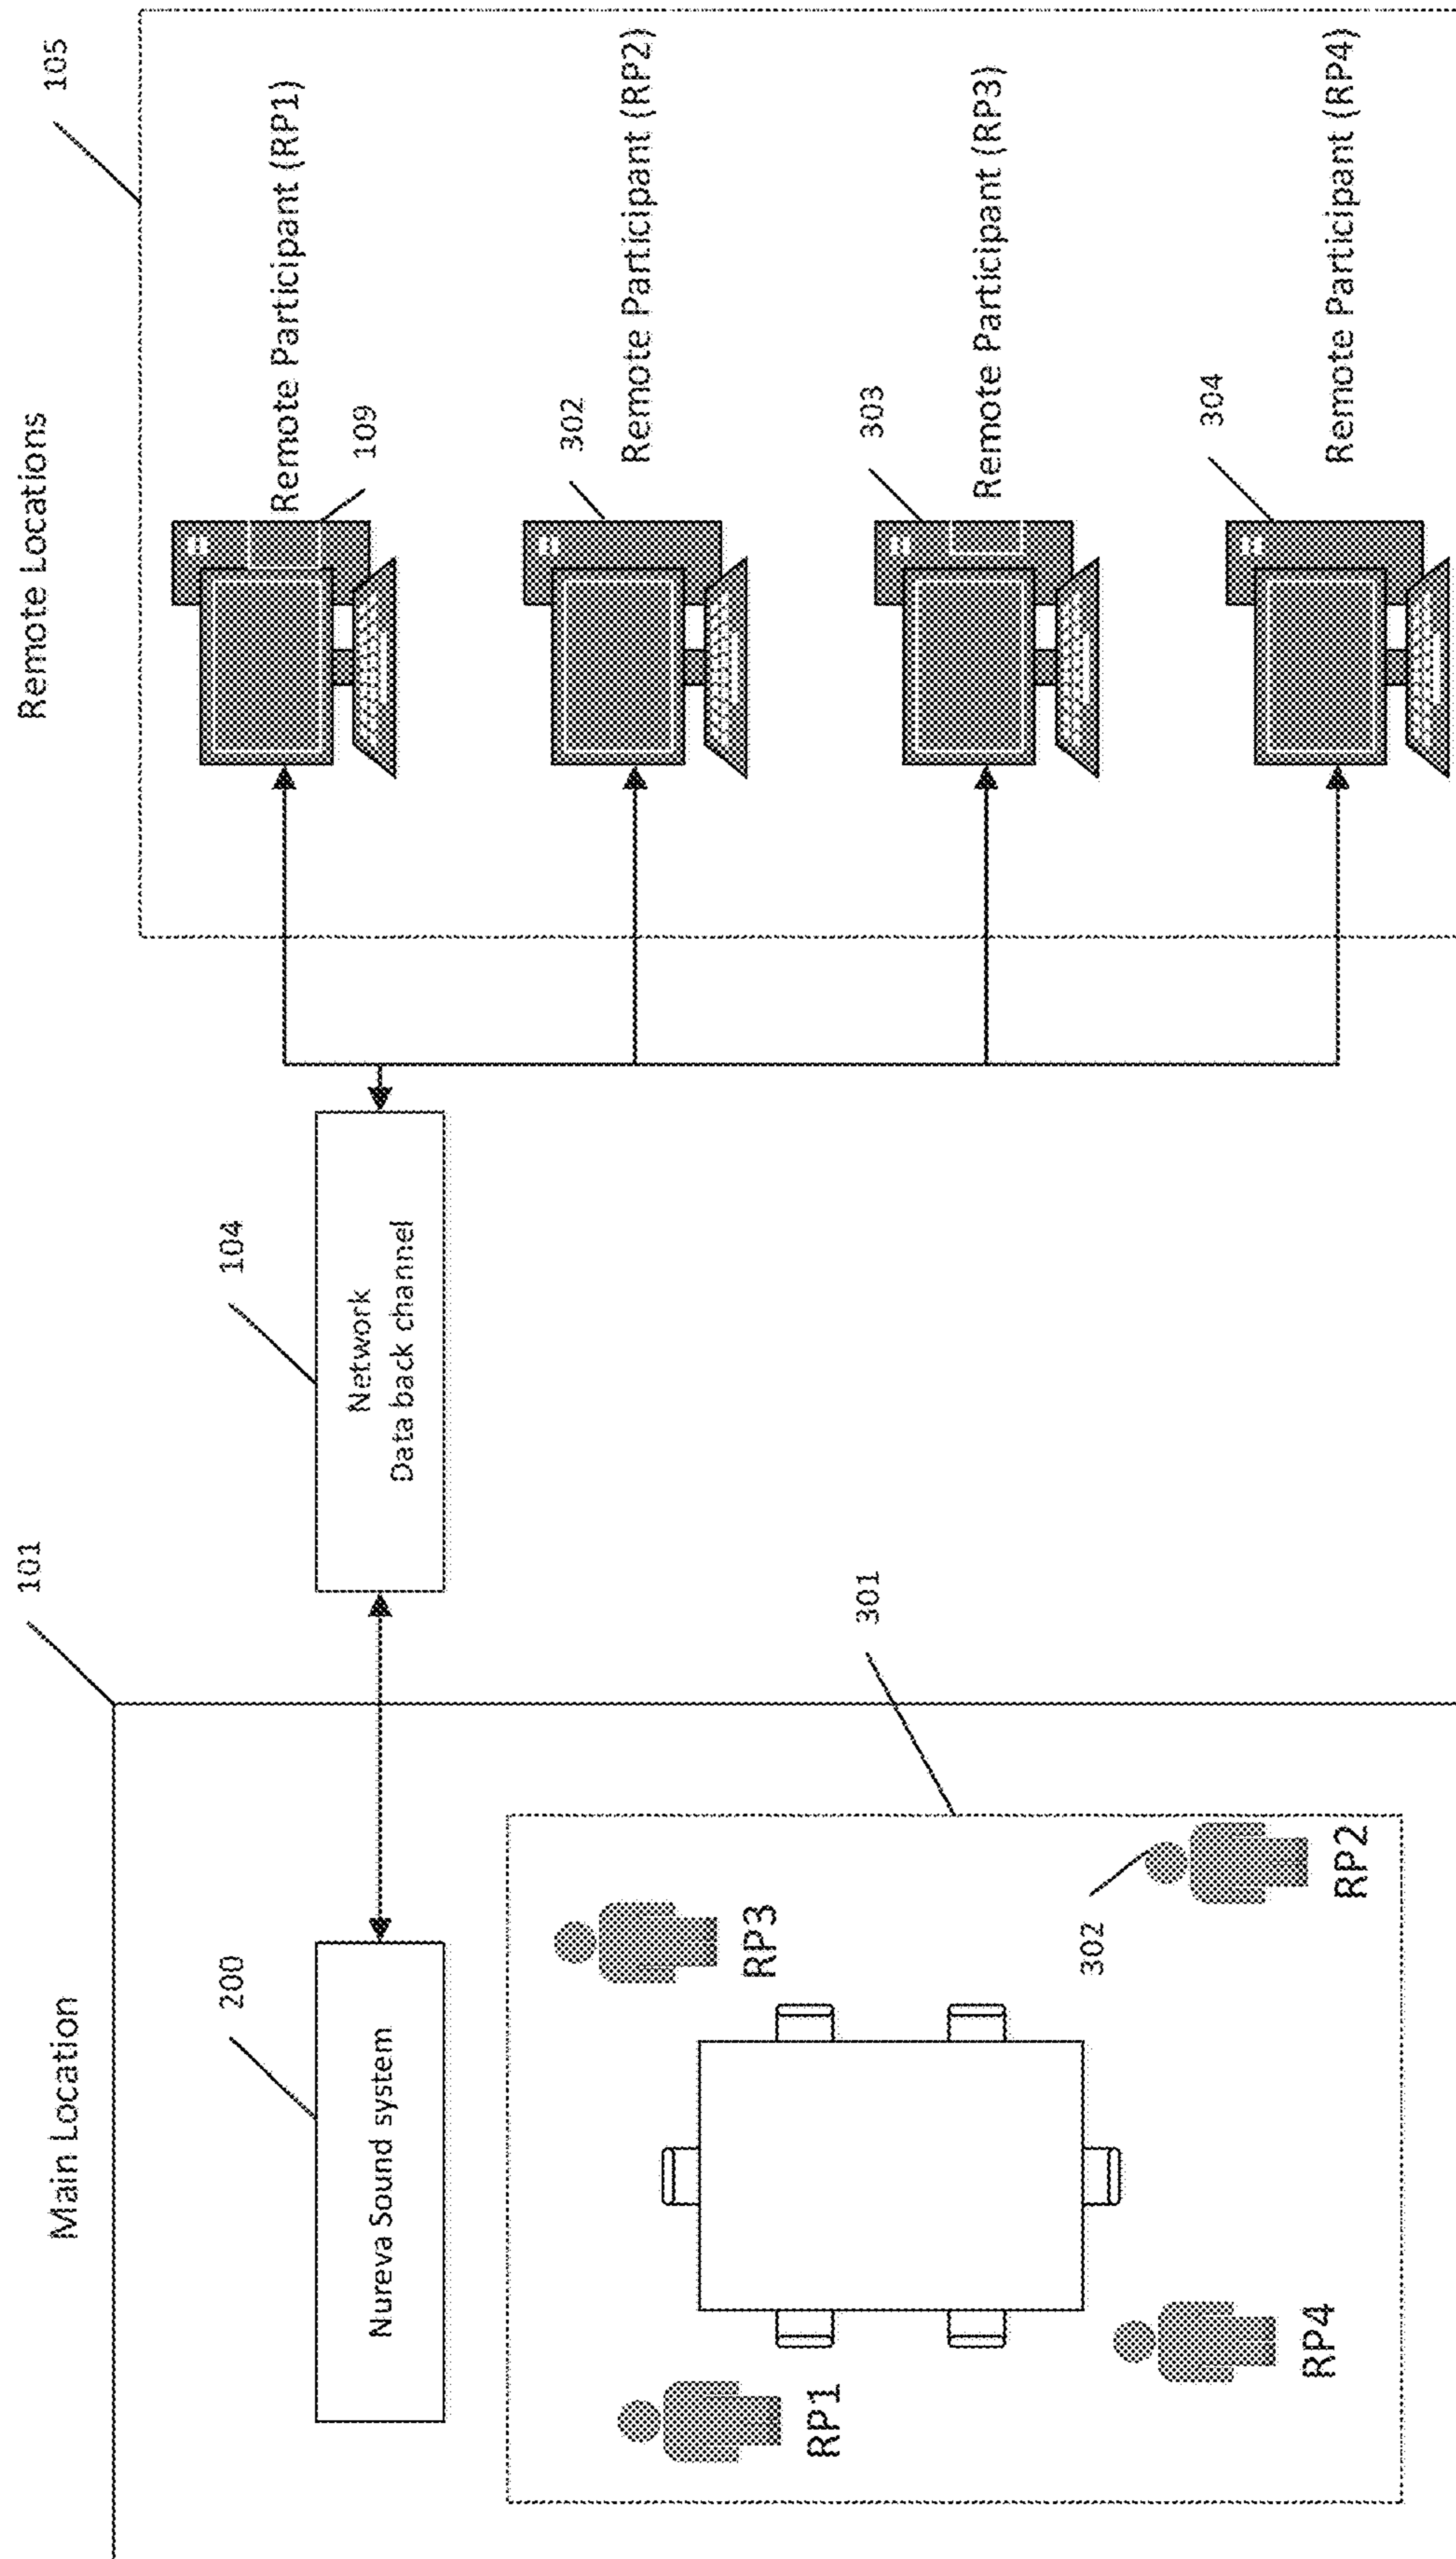 Main Location
101
200
Nureva Sound system
104
Network
Data back channel
301
RP1
RP3
RP4
302
RP2
Remote Locations
105
Remote Participant (RP1)
109
302
Remote Participant (RP2)
303
Remote Participant (RP3)
304
Remote Participant (RP4)